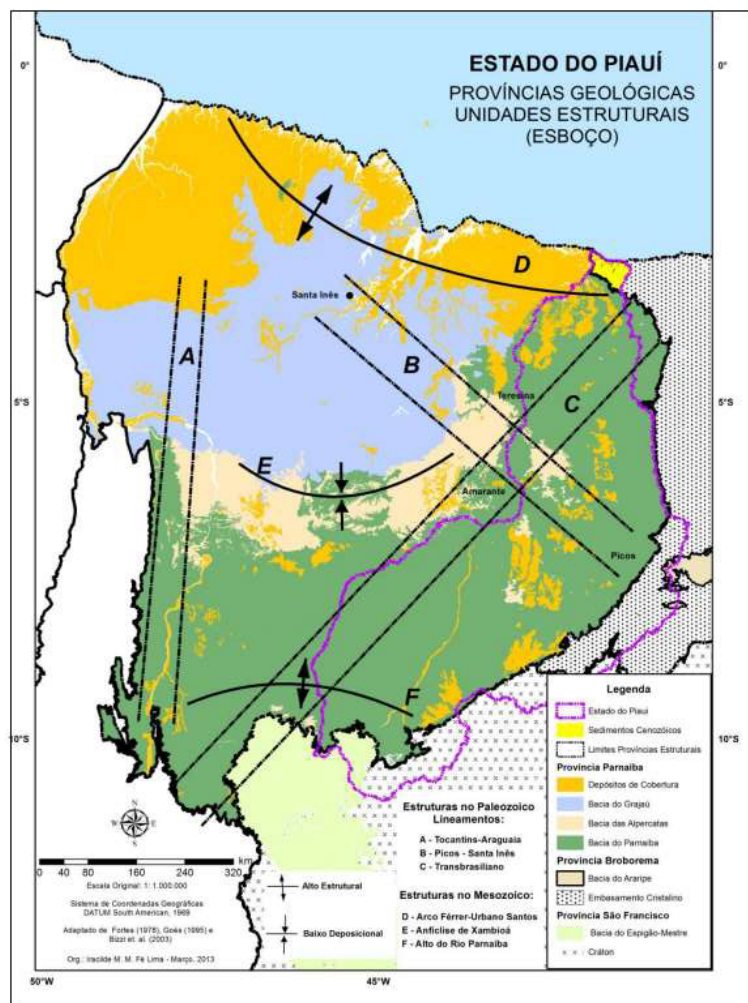 ESTADO DO PIAUÍ
PROVÍNCIAS GEOLÓGICAS
UNIDADES ESTRUTURAIS
(ESBOÇO)
0°
0°
D
Santa Inês
A
B
Teresina
C
5°S
5°S
E
Amarante
Picos
F
10°S
10°S
Legenda
Estado do Piauí
Sedimentos Cenozóicos
Limites Províncias Estruturais
Província Parnaíba
Depósitos de Cobertura
Bacia do Grajaú
Bacia das Alpercatas
Bacia do Parnaíba
Província Broborema
Bacia do Araripe
Embasamento Cristalino
Província São Francisco
Bacia do Espigão-Mestre
Cráton
Estruturas no Paleozoico
Lineamentos:
A - Tocantins-Araguaia
B - Picos - Santa Inês
C - Transbrasiliano
Estruturas no Mesozoico:
D - Arco Férrer-Urbano Santos
E - Anficlise de Xambioá
F - Alto do Rio Parnaíba
N
W E
S
km
0 40 80 160 240 320
Escala Original: 1: 1.000.000
Sistema de Coordenadas Geográficas
DATUM South American, 1969
Adaptado de Fortes (1978), Goés (1995) e
Bizzi et. al. (2003)
Org.: Iracilde M. M. Fé Lima - Março. 2013
Alto Estrutural
Baixo Deposicional
50°W
45°W